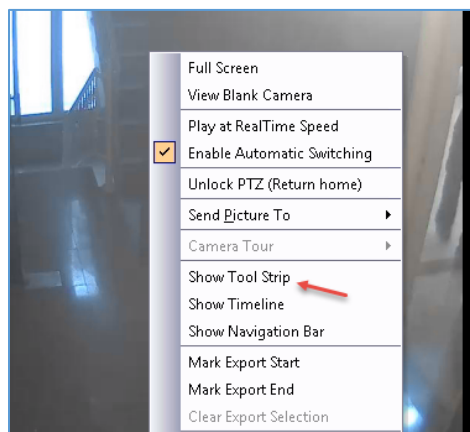 Full Screen
View Blank Camera
Play at RealTime Speed
Enable Automatic Switching
Unlock PTZ (Return home)
Send Picture To
Camera Tour
Show Tool Strip
Show Timeline
Show Navigation Bar
Mark Export Start
Mark Export End
Clear Export Selection